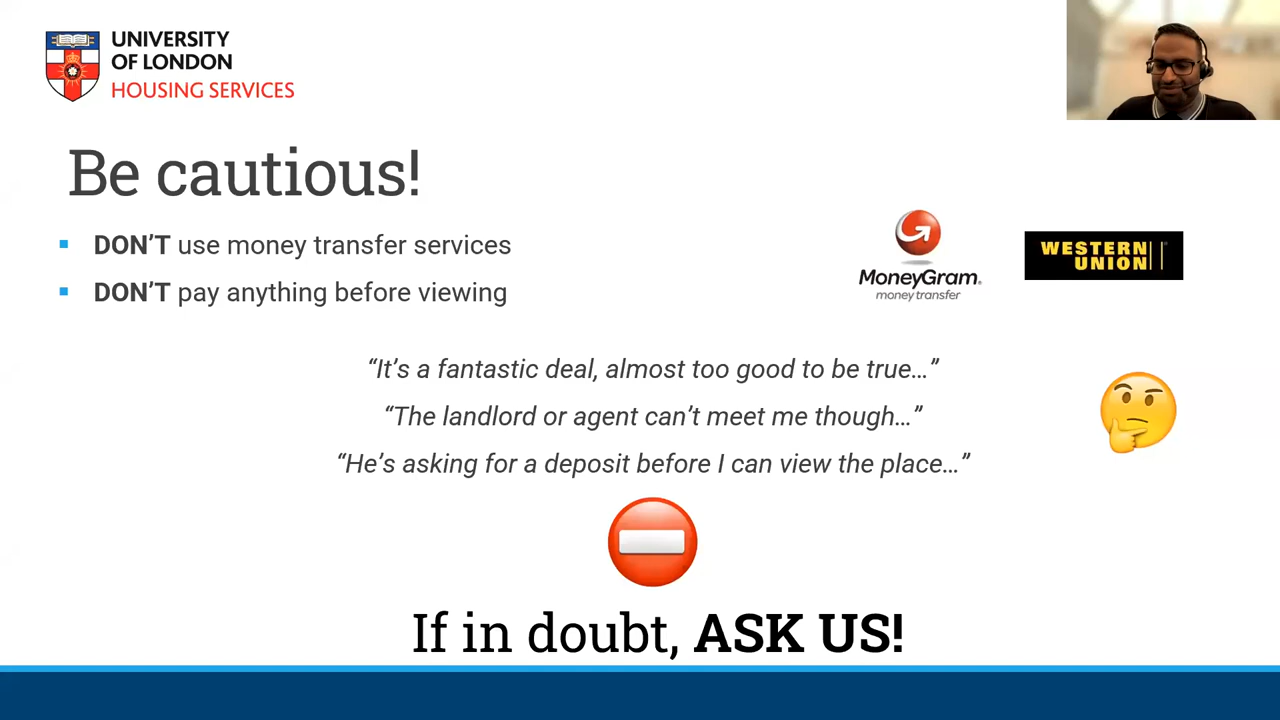 UNIVERSITY
OF LONDON
HOUSING SERVICES
Be cautious!
▪ DON’T use money transfer services
▪ DON’T pay anything before viewing
MoneyGram®
money transfer
WESTERN
UNION
“It’s a fantastic deal, almost too good to be true…”
“The landlord or agent can’t meet me though…”
“He’s asking for a deposit before I can view the place…”
If in doubt, ASK US!